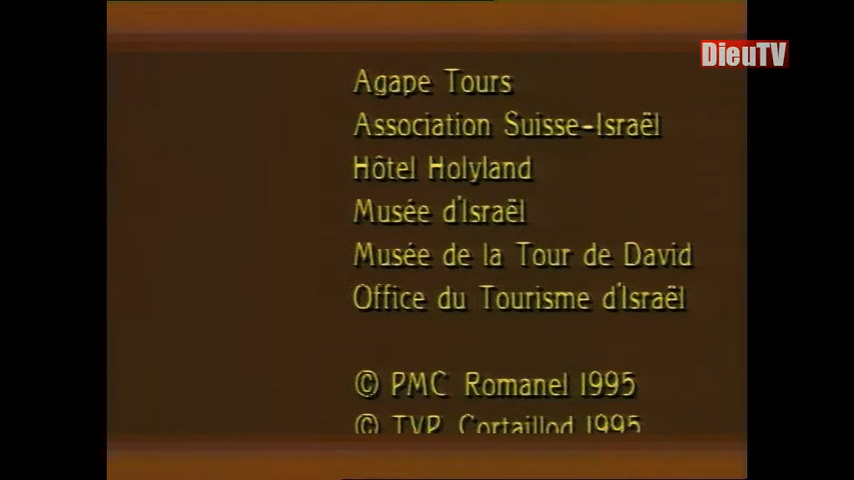 DieuTV
Agape Tours
Association Suisse-Israël
Hôtel Holyland
Musée d'Israël
Musée de la Tour de David
Office du Tourisme d'Israël
© PMC Romanel 1995
© TVP Cortaillod 1995